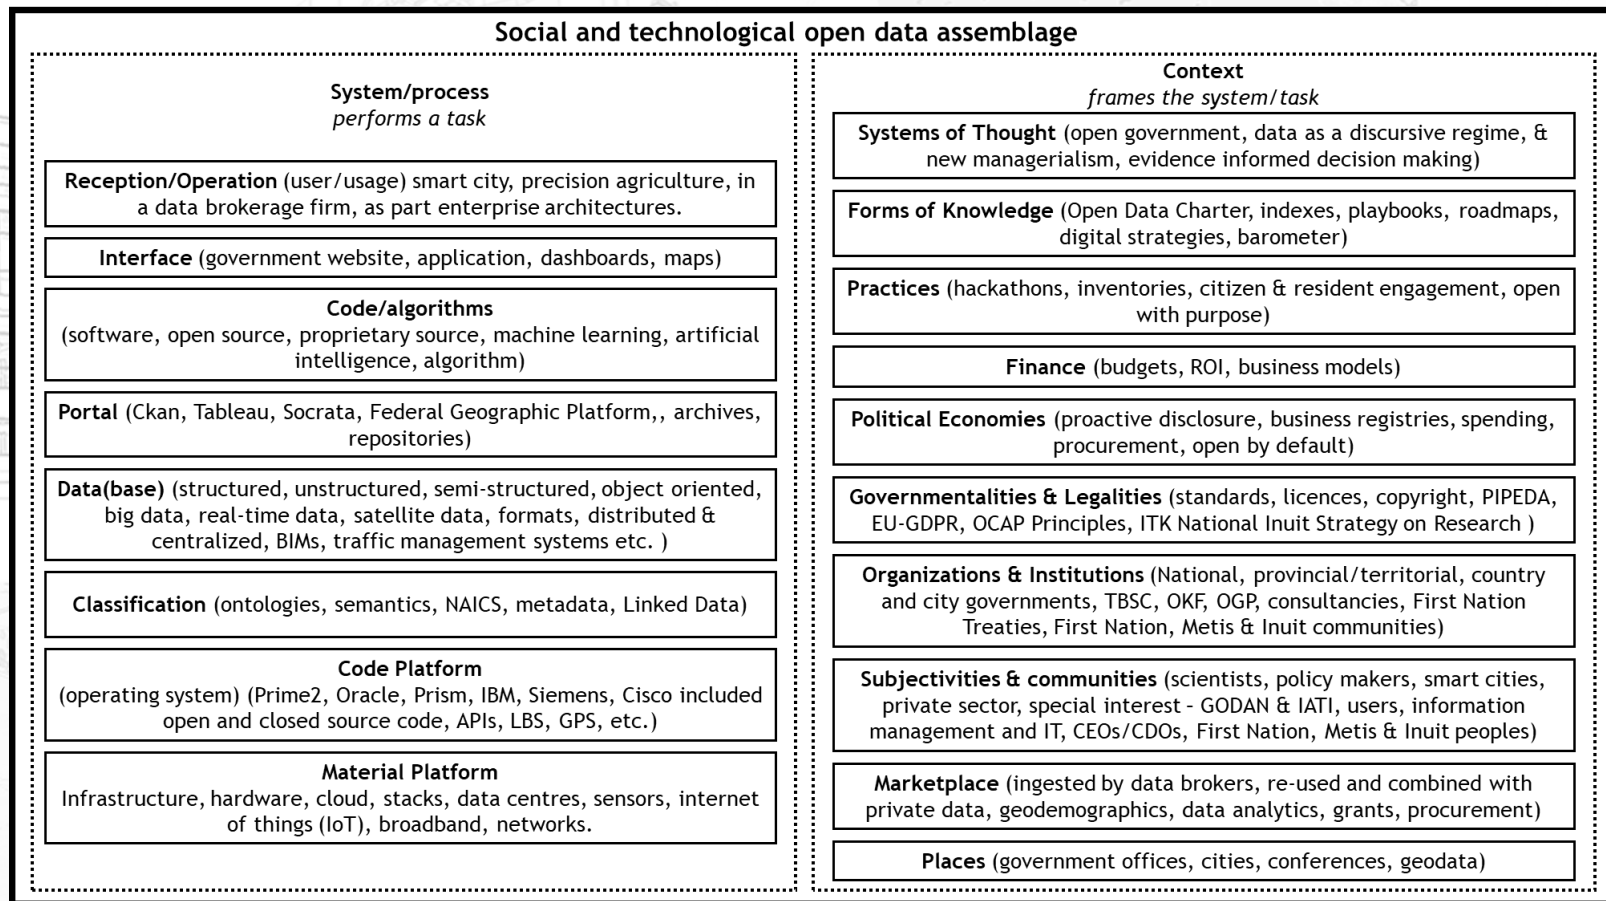 Social and technological open data assemblage
System/process
performs a task
Reception/Operation (user/usage) smart city, precision agriculture, in
a data brokerage firm, as part enterprise architectures.
Interface (government website, application, dashboards, maps)
Code/algorithms
(software, open source, proprietary source, machine learning, artificial
intelligence, algorithm)
Portal (Ckan, Tableau, Socrata, Federal Geographic Platform,, archives,
repositories)
Data(base) (structured, unstructured, semi-structured, object oriented,
big data, real-time data, satellite data, formats, distributed &
centralized, BIMs, traffic management systems etc. )
Classification (ontologies, semantics, NAICS, metadata, Linked Data)
Code Platform
(operating system) (Prime2, Oracle, Prism, IBM, Siemens, Cisco included
open and closed source code, APIs, LBS, GPS, etc.)
Material Platform
Infrastructure, hardware, cloud, stacks, data centres, sensors, internet
of things (IoT), broadband, networks.
Context
frames the system/task
Systems of Thought (open government, data as a discursive regime, &
new managerialism, evidence informed decision making)
Forms of Knowledge (Open Data Charter, indexes, playbooks, roadmaps,
digital strategies, barometer)
Practices (hackathons, inventories, citizen & resident engagement, open
with purpose)
Finance (budgets, ROI, business models)
Political Economies (proactive disclosure, business registries, spending,
procurement, open by default)
Governmentalities & Legalities (standards, licences, copyright, PIPEDA,
EU-GDPR, OCAP Principles, ITK National Inuit Strategy on Research )
Organizations & Institutions (National, provincial/territorial, country
and city governments, TBSC, OKF, OGP, consultancies, First Nation
Treaties, First Nation, Metis & Inuit communities)
Subjectivities & communities (scientists, policy makers, smart cities,
private sector, special interest - GODAN & IATI, users, information
management and IT, CEOs/CDOs, First Nation, Metis & Inuit peoples)
Marketplace (ingested by data brokers, re-used and combined with
private data, geodemographics, data analytics, grants, procurement)
Places (government offices, cities, conferences, geodata)